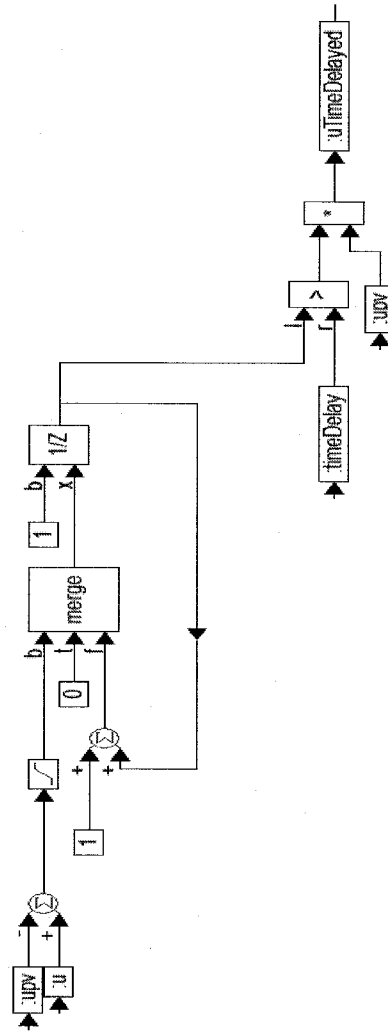 :upv
-
+
:u
Σ
b
t
f
merge
0
1
+
+
Σ
1
b
x
1/Z
l
r
>
:timeDelay
:upv
*
:uTimeDelayed